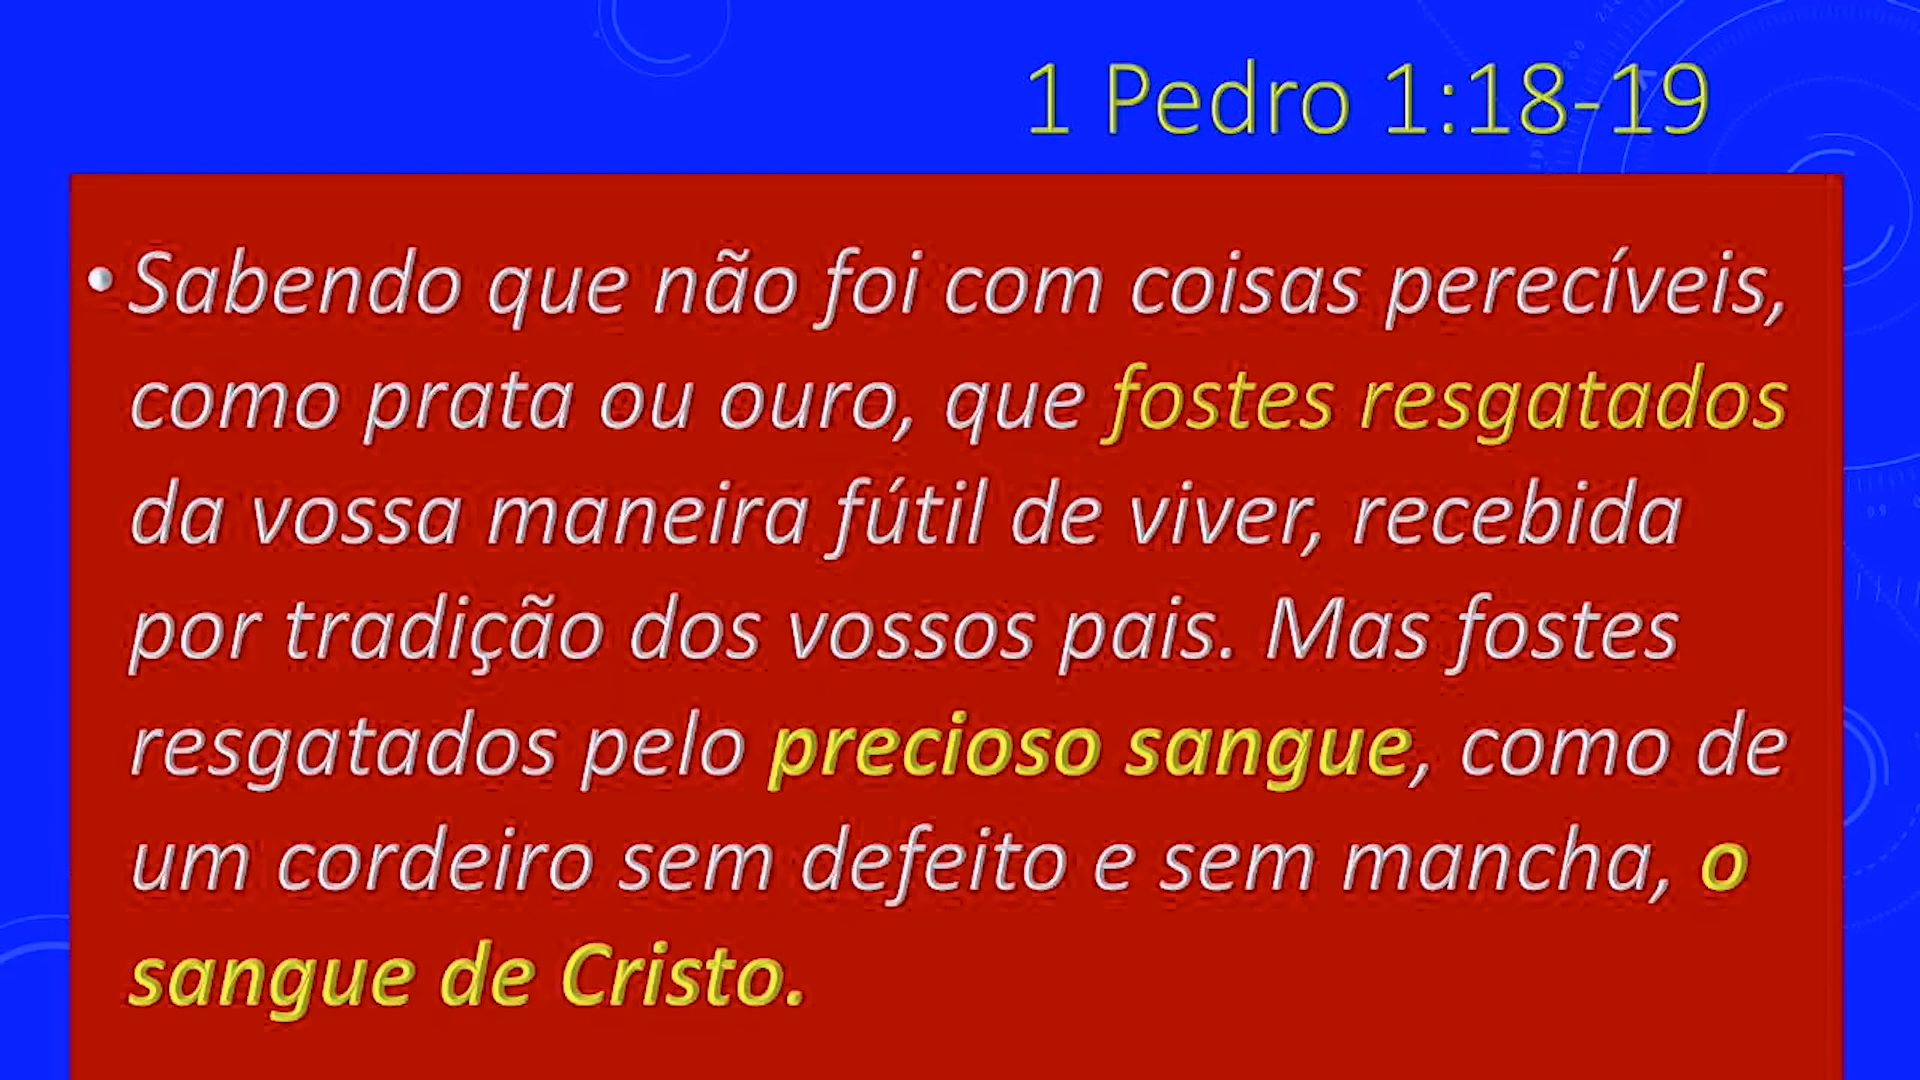 1 Pedro 1:18-19
• Sabendo que não foi com coisas perecíveis,
como prata ou ouro, que fostes resgatados
da vossa maneira fútil de viver, recebida
por tradição dos vossos pais. Mas fostes
resgatados pelo precioso sangue, como de
um cordeiro sem defeito e sem mancha, o
sangue de Cristo.